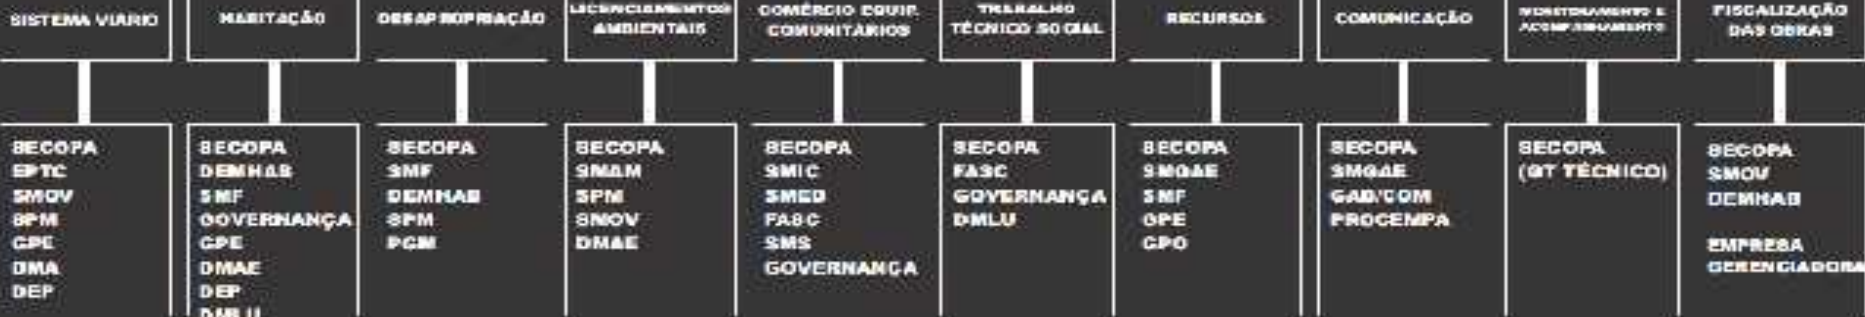 SISTEMA VIÁRIO
HABITAÇÃO
DESAPROPRIAÇÃO
LICENCIAMENTOS
AMBIENTAIS
COMÉRCIO EQUIP.
COMUNITÁRIOS
TRABALHO
TÉCNICO SOCIAL
RECURSOS
COMUNICAÇÃO
MONITORAMENTO E
ACOMPANHAMENTO
FISCALIZAÇÃO
DAS OBRAS
SECOPA
EPTC
SMOV
SPM
GPE
DMA
DEP
SECOPA
DEMHAB
SMF
GOVERNANÇA
GPE
DMAE
DEP
DMLU
SECOPA
SMF
DEMHAB
SPM
PGM
SECOPA
SMAM
SPM
SMOV
DMAE
SECOPA
SMIC
SMED
FASC
SMS
GOVERNANÇA
SECOPA
FASC
GOVERNANÇA
DMLU
SECOPA
SMGAE
SMF
GPE
GPO
SECOPA
SMGAE
GAB/COM
PROCEMPA
SECOPA
(GT TÉCNICO)
SECOPA
SMOV
DEMHAB
EMPRESA
GERENCIADORA